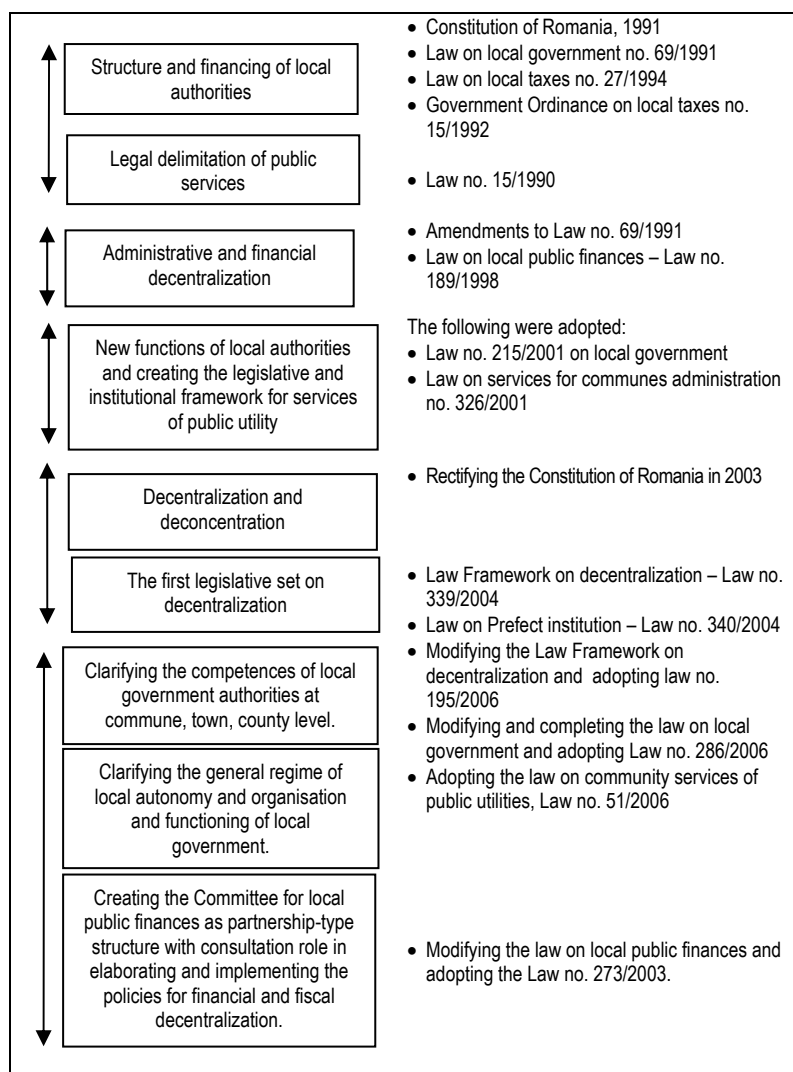 Structure and financing of local
authorities
• Constitution of Romania, 1991
• Law on local government no. 69/1991
• Law on local taxes no. 27/1994
• Government Ordinance on local taxes no.
15/1992
Legal delimitation of public
services
• Law no. 15/1990
Administrative and financial
decentralization
• Amendments to Law no. 69/1991
• Law on local public finances – Law no.
189/1998
New functions of local authorities
and creating the legislative and
institutional framework for services
of public utility
The following were adopted:
• Law no. 215/2001 on local government
• Law on services for communes administration
no. 326/2001
Decentralization and
deconcentration
• Rectifying the Constitution of Romania in 2003
The first legislative set on
decentralization
• Law Framework on decentralization – Law no.
339/2004
• Law on Prefect institution – Law no. 340/2004
Clarifying the competences of local
government authorities at
commune, town, county level.
• Modifying the Law Framework on
decentralization and adopting law no.
195/2006
• Modifying and completing the law on local
government and adopting Law no. 286/2006
• Adopting the law on community services of
public utilities, Law no. 51/2006
Clarifying the general regime of
local autonomy and organisation
and functioning of local
government.
Creating the Committee for local
public finances as partnership-type
structure with consultation role in
elaborating and implementing the
policies for financial and fiscal
decentralization.
• Modifying the law on local public finances and
adopting the Law no. 273/2003.